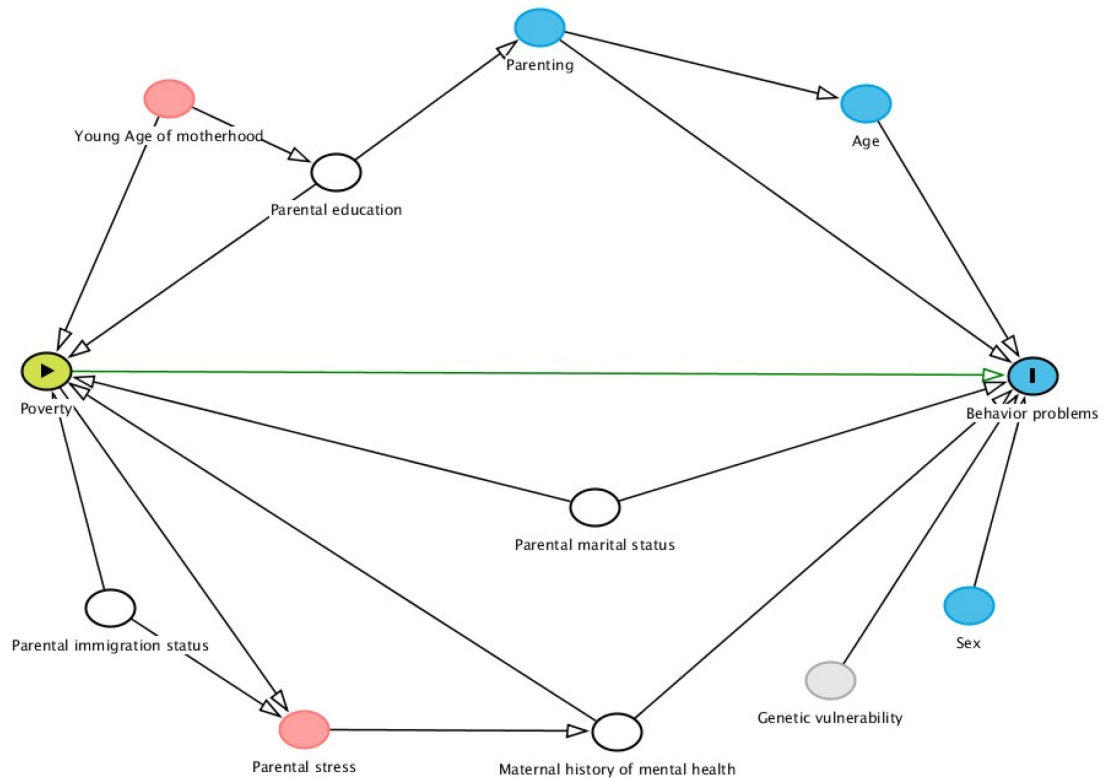 Parenting
Young Age of motherhood
Age
Parental education
Poverty
Behavior problems
Parental marital status
Parental immigration status
Sex
Genetic vulnerability
Parental stress
Maternal history of mental health